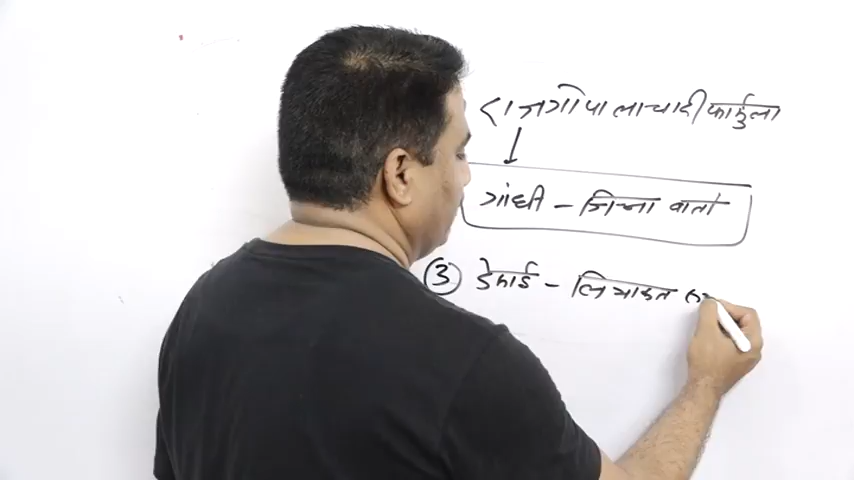 राजगोपालाचारी फार्मुला
गांधी - जिन्ना वार्ता
③ देसाई - लियाकत